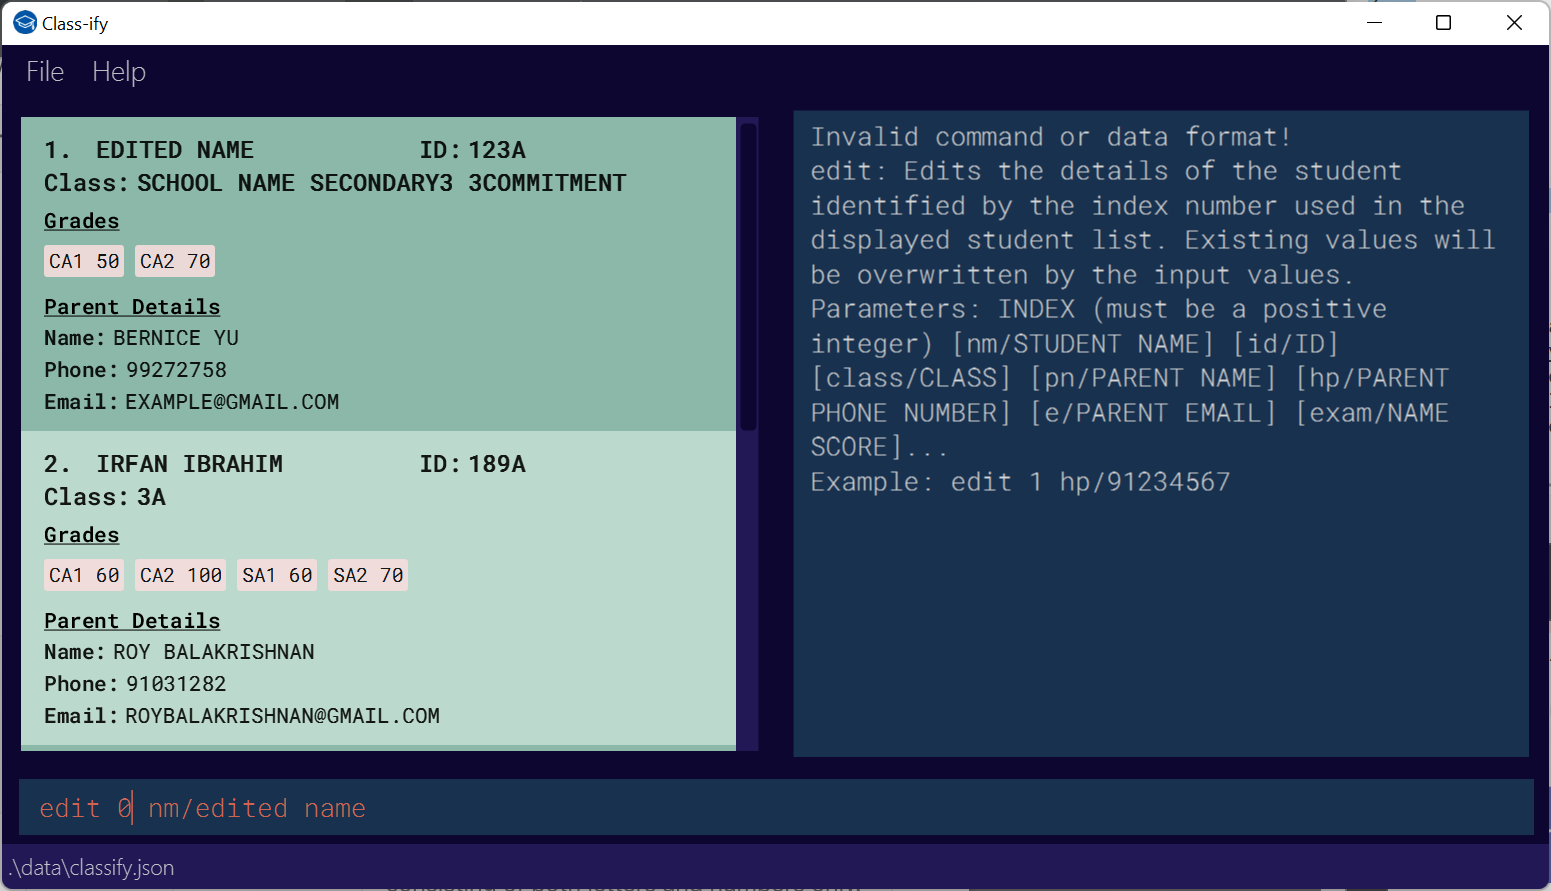 Class-ify
File Help
1. EDITED NAME ID: 123A
Class: SCHOOL NAME SECONDARY3 3COMMITMENT
Grades
CA1 50 CA2 70
Parent Details
Name: BERNICE YU
Phone: 99272758
Email: EXAMPLE@GMAIL.COM
2. IRFAN IBRAHIM ID: 189A
Class: 3A
Grades
CA1 60 CA2 100 SA1 60 SA2 70
Parent Details
Name: ROY BALAKRISHNAN
Phone: 91031282
Email: ROYBALAKRISHNAN@GMAIL.COM
Invalid command or data format!
edit: Edits the details of the student
identified by the index number used in the
displayed student list. Existing values will
be overwritten by the input values.
Parameters: INDEX (must be a positive
integer) [nm/STUDENT NAME] [id/ID]
[class/CLASS] [pn/PARENT NAME] [hp/PARENT
PHONE NUMBER] [e/PARENT EMAIL] [exam/NAME
SCORE]...
Example: edit 1 hp/91234567
edit 0 nm/edited name
.\data\classify.json